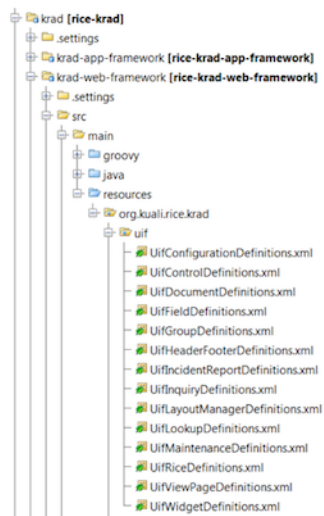 krad [rice-krad]
.settings
krad-app-framework [rice-krad-app-framework]
krad-web-framework [rice-krad-web-framework]
.settings
src
main
groovy
java
resources
org.kuali.rice.krad
uif
UifConfigurationDefinitions.xml
UifControlDefinitions.xml
UifDocumentDefinitions.xml
UifFieldDefinitions.xml
UifGroupDefinitions.xml
UifHeaderFooterDefinitions.xml
UifIncidentReportDefinitions.xml
UifInquiryDefinitions.xml
UifLayoutManagerDefinitions.xml
UifLookupDefinitions.xml
UifMaintenanceDefinitions.xml
UifRiceDefinitions.xml
UifViewPageDefinitions.xml
UifWidgetDefinitions.xml